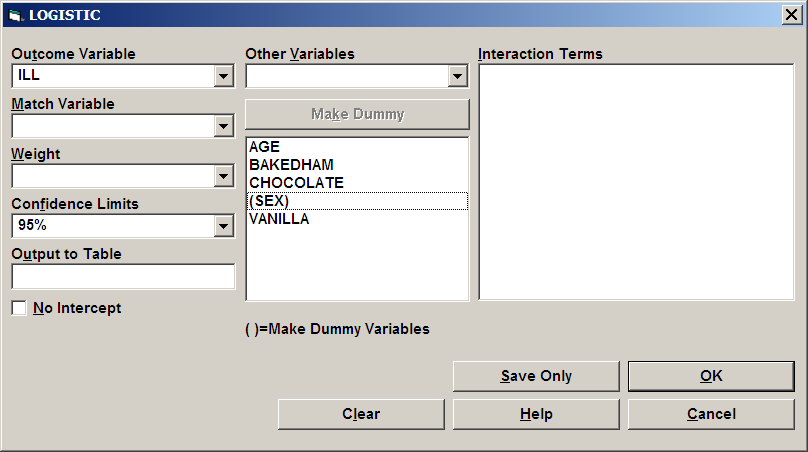 LOGISTIC
Outcome Variable
ILL
Match Variable
Weight
Confidence Limits
95%
Output to Table
No Intercept
Other Variables
Make Dummy
AGE
BAKEDHAM
CHOCOLATE
(SEX)
VANILLA
( )=Make Dummy Variables
Interaction Terms
Save Only
OK
Clear
Help
Cancel